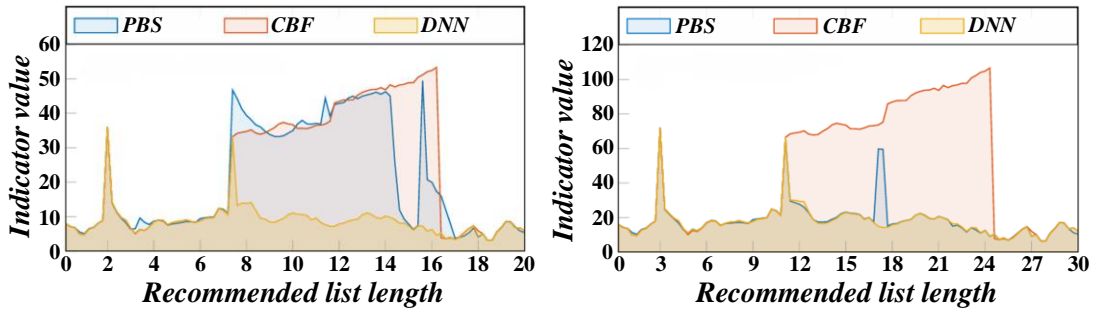 PBS CBF DNN
60
50
40
30
20
10
0
0 2 4 6 8 10 12 14 16 18 20
Indicator value
Recommended list length
PBS CBF DNN
120
100
80
60
40
20
0
0 3 6 9 12 15 18 21 24 27 30
Indicator value
Recommended list length